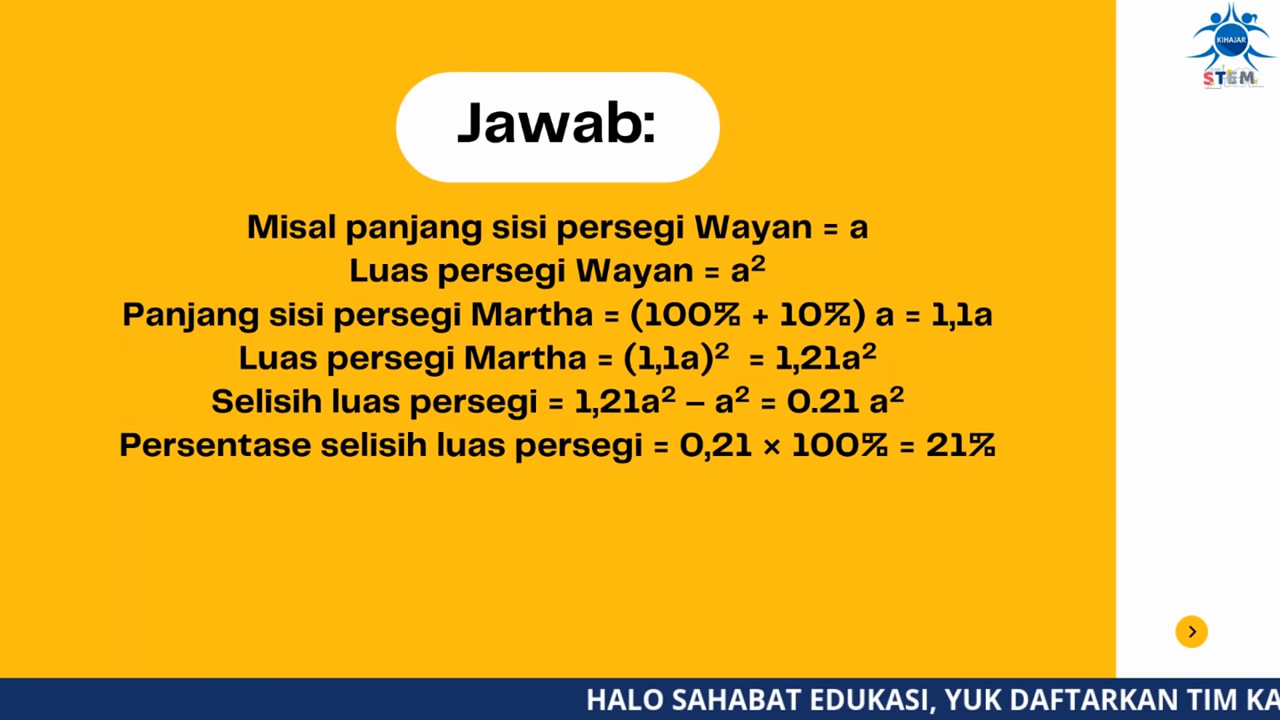 KIHAJAR
STEM
Jawab:
Misal panjang sisi persegi Wayan = a
Luas persegi Wayan = a²
Panjang sisi persegi Martha = (100% + 10%) a = 1,1a
Luas persegi Martha = (1,1a)² = 1,21a²
Selisih luas persegi = 1,21a² – a² = 0.21 a²
Persentase selisih luas persegi = 0,21 × 100% = 21%
HALO SAHABAT EDUKASI, YUK DAFTARKAN TIM KA